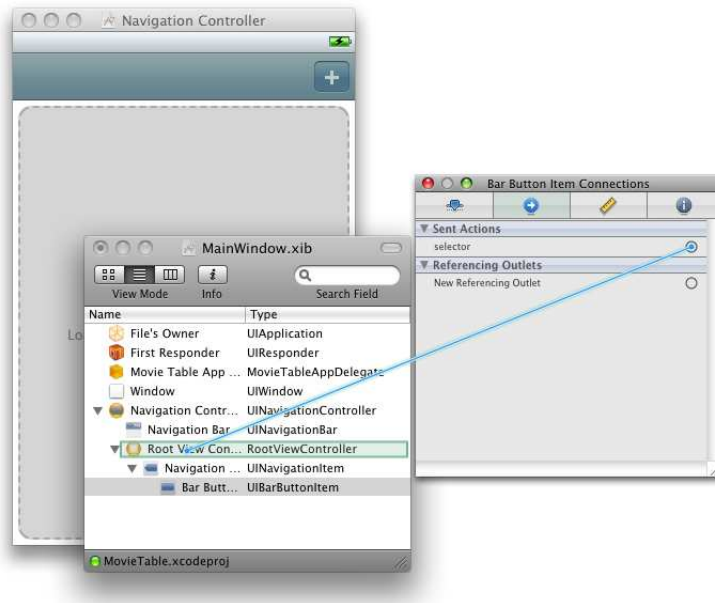 Navigation Controller
Bar Button Item Connections
Sent Actions
selector
Referencing Outlets
New Referencing Outlet
MainWindow.xib
View Mode Info Search Field
Name Type
File's Owner UIApplication
First Responder UIResponder
Movie Table App ... MovieTableAppDelegate
Window UIWindow
Navigation Contr... UINavigationController
Navigation Bar UINavigationBar
Root View Con... RootViewController
Navigation ... UINavigationItem
Bar Butt... UIBarButtonItem
MovieTable.xcodeproj
Lo